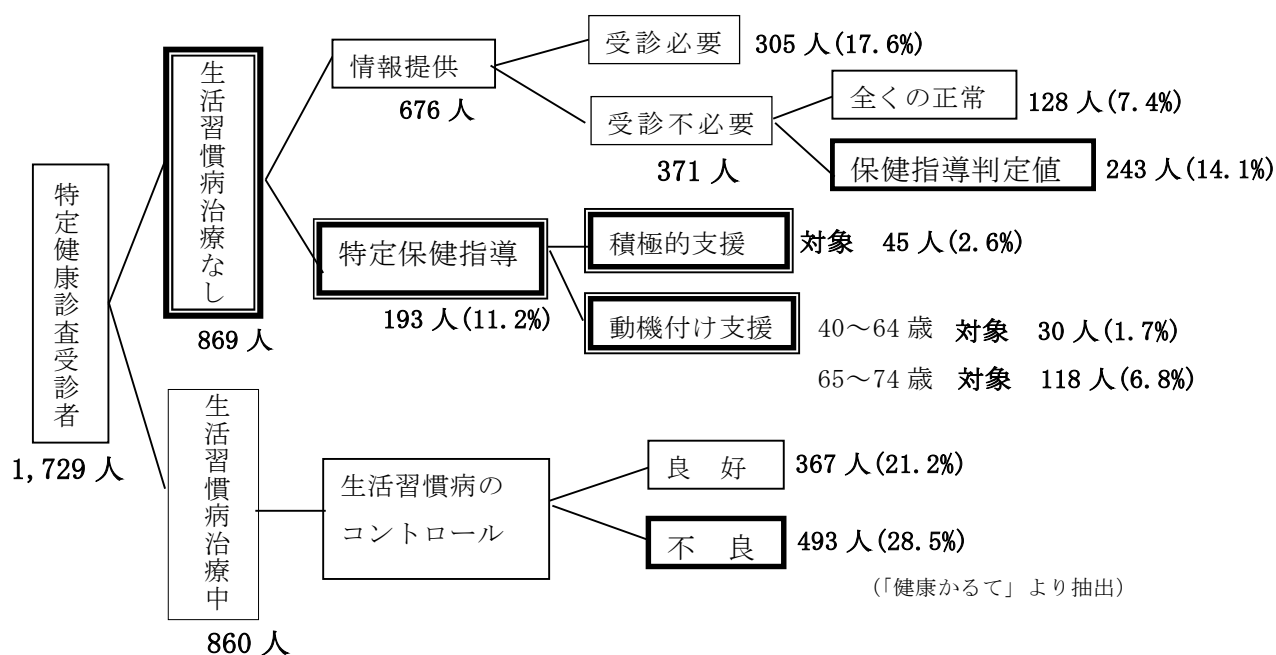 特定健康診査受診者
1,729 人
生活習慣病治療なし
869 人
情報提供
676 人
受診必要
305 人(17.6%)
受診不必要
371 人
全くの正常
128 人(7.4%)
保健指導判定値
243 人(14.1%)
特定保健指導
193 人(11.2%)
積極的支援
対象 45 人(2.6%)
動機付け支援
40～64 歳 対象 30 人(1.7%)
65～74 歳 対象 118 人(6.8%)
生活習慣病治療中
860 人
生活習慣病の
コントロール
良 好
367 人(21.2%)
不 良
493 人(28.5%)
(「健康かるて」より抽出)